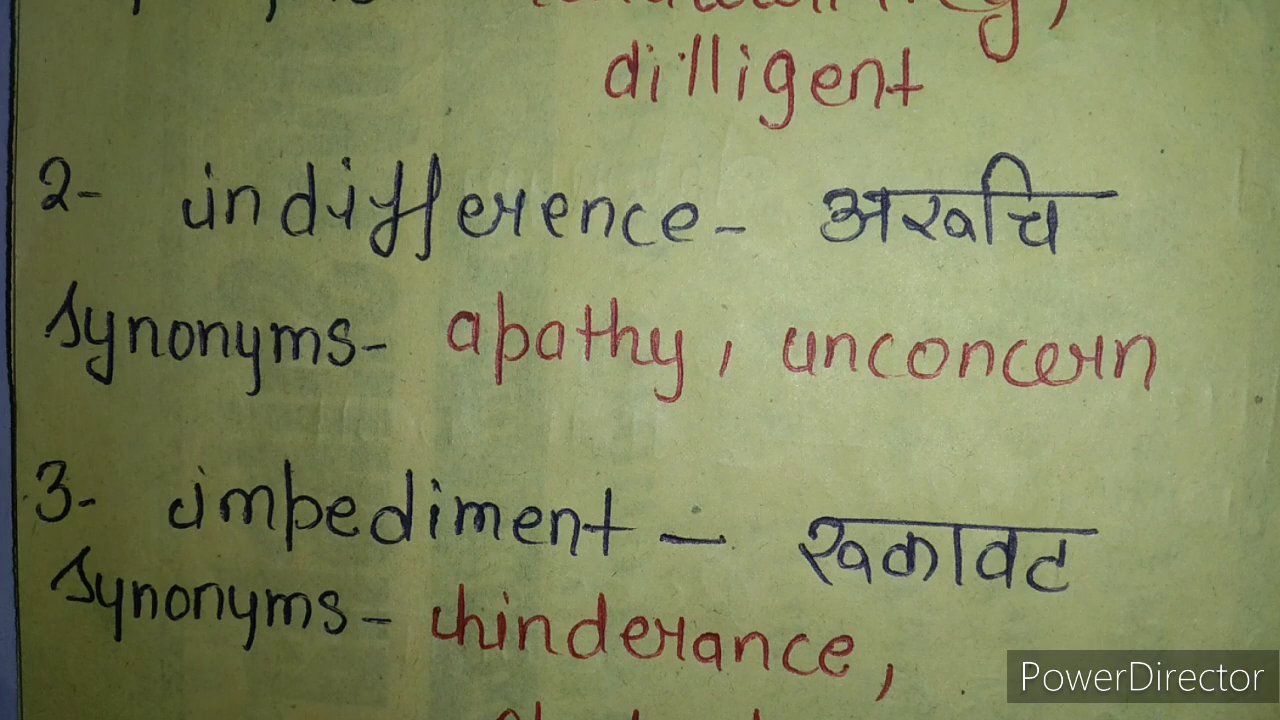 dilligent
2- indifference- अरुचि
synonyms- apathy, unconcern
3- impediment - रुकावट
synonyms- hinderance,
PowerDirector